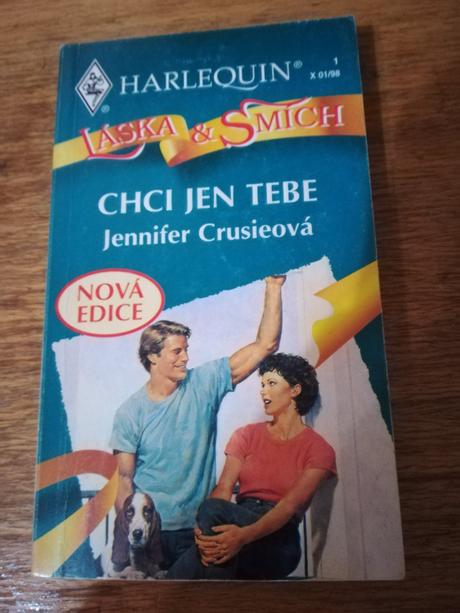 HARLEQUIN®
1
X 01/98
®
LÁSKA & SMÍCH
CHCI JEN TEBE
Jennifer Crusieová
NOVÁ
EDICE